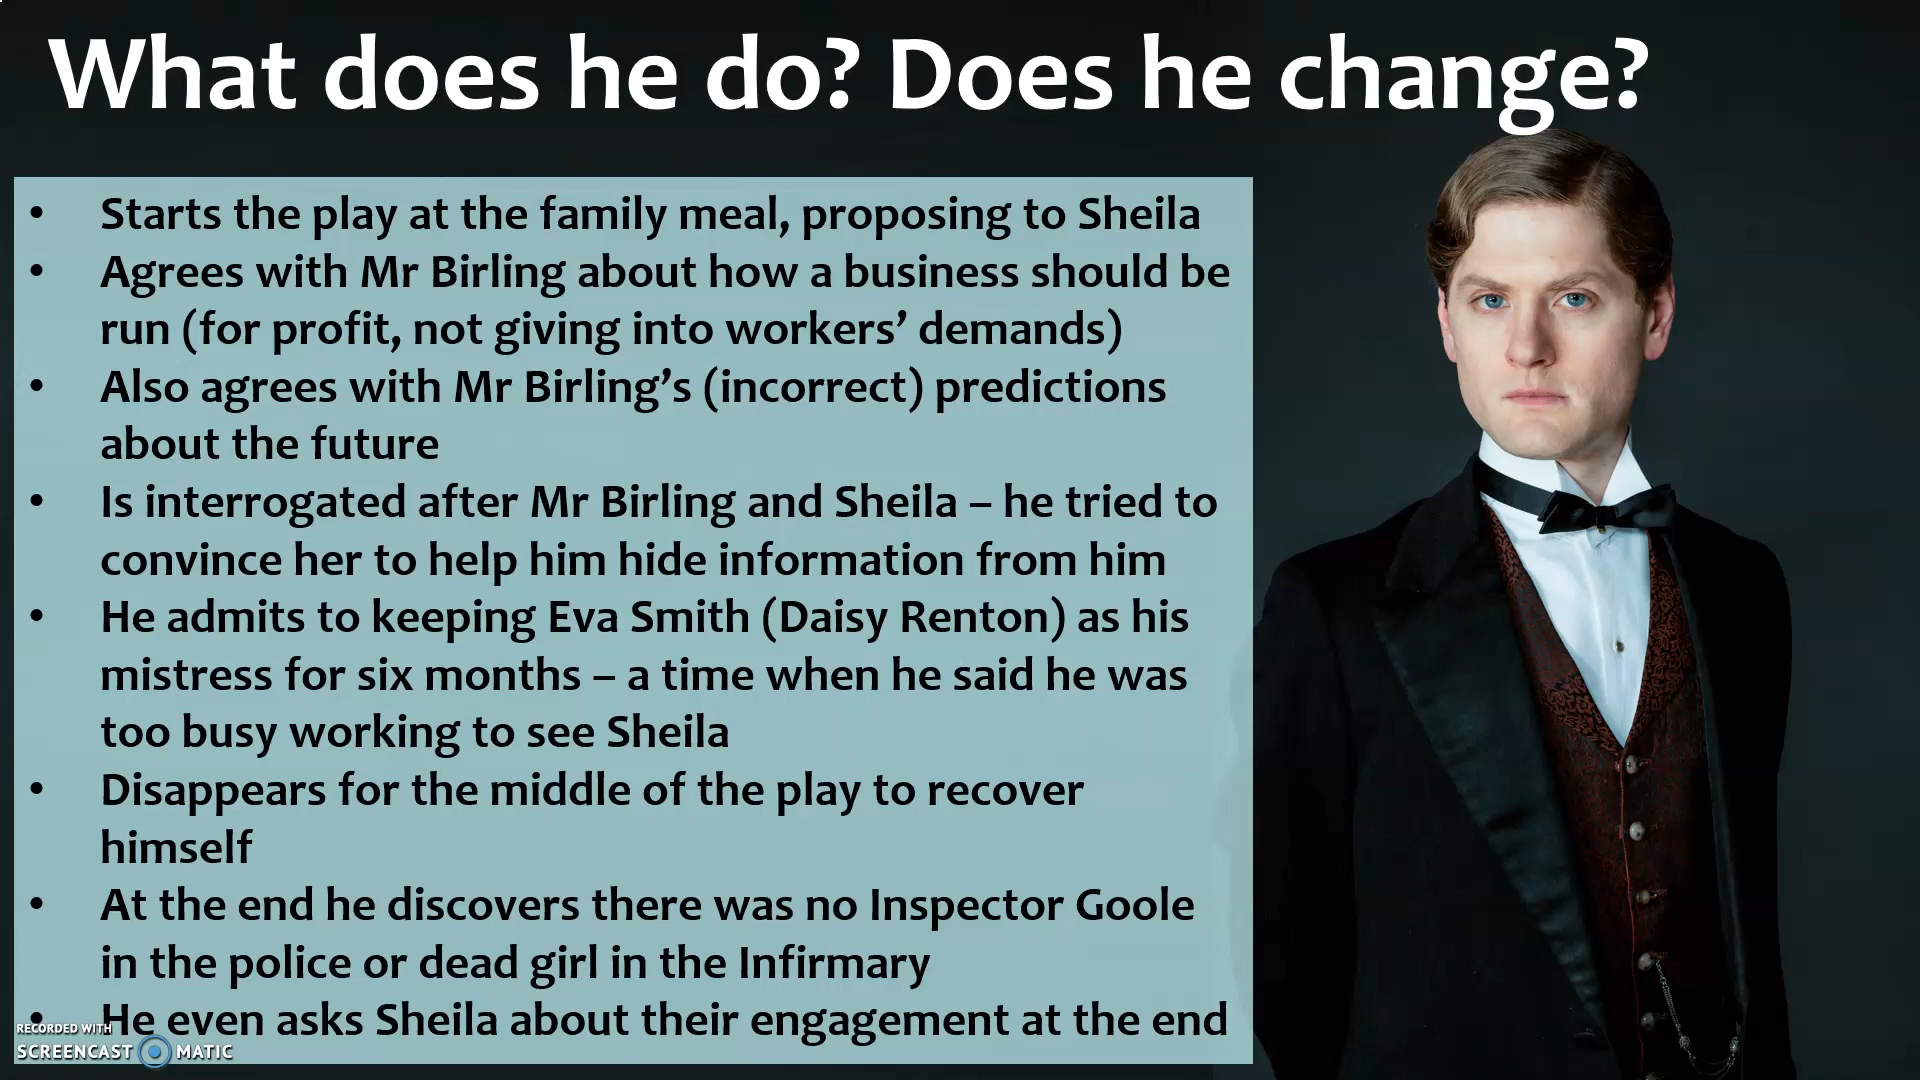 What does he do? Does he change?
• Starts the play at the family meal, proposing to Sheila
• Agrees with Mr Birling about how a business should be
run (for profit, not giving into workers’ demands)
• Also agrees with Mr Birling’s (incorrect) predictions
about the future
• Is interrogated after Mr Birling and Sheila – he tried to
convince her to help him hide information from him
• He admits to keeping Eva Smith (Daisy Renton) as his
mistress for six months – a time when he said he was
too busy working to see Sheila
• Disappears for the middle of the play to recover
himself
• At the end he discovers there was no Inspector Goole
in the police or dead girl in the Infirmary
• He even asks Sheila about their engagement at the end
RECORDED WITH
SCREENCAST MATIC